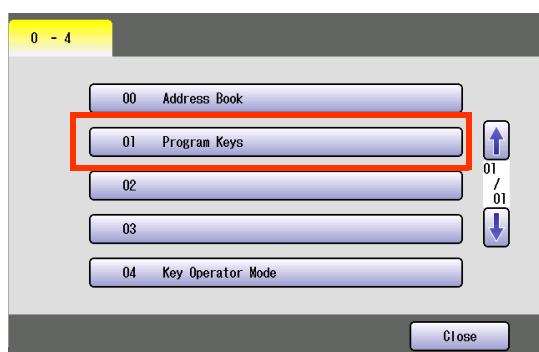 0 - 4
00 Address Book
01 Program Keys
01
/
01
02
03
04 Key Operator Mode
Close